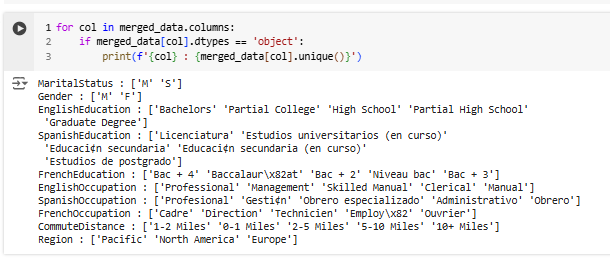 1 for col in merged_data.columns:
2 if merged_data[col].dtypes == 'object':
3 print(f'{col} : {merged_data[col].unique()}')
MaritalStatus : ['M' 'S']
Gender : ['M' 'F']
EnglishEducation : ['Bachelors' 'Partial College' 'High School' 'Partial High School'
'Graduate Degree']
SpanishEducation : ['Licenciatura' 'Estudios universitarios (en curso)'
'Educaci¢n secundaria' 'Educaci¢n secundaria (en curso)'
'Estudios de postgrado']
FrenchEducation : ['Bac + 4' 'Baccalaur\x82at' 'Bac + 2' 'Niveau bac' 'Bac + 3']
EnglishOccupation : ['Professional' 'Management' 'Skilled Manual' 'Clerical' 'Manual']
SpanishOccupation : ['Profesional' 'Gesti¢n' 'Obrero especializado' 'Administrativo' 'Obrero']
FrenchOccupation : ['Cadre' 'Direction' 'Technicien' 'Employ\x82' 'Ouvrier']
CommuteDistance : ['1-2 Miles' '0-1 Miles' '2-5 Miles' '5-10 Miles' '10+ Miles']
Region : ['Pacific' 'North America' 'Europe']